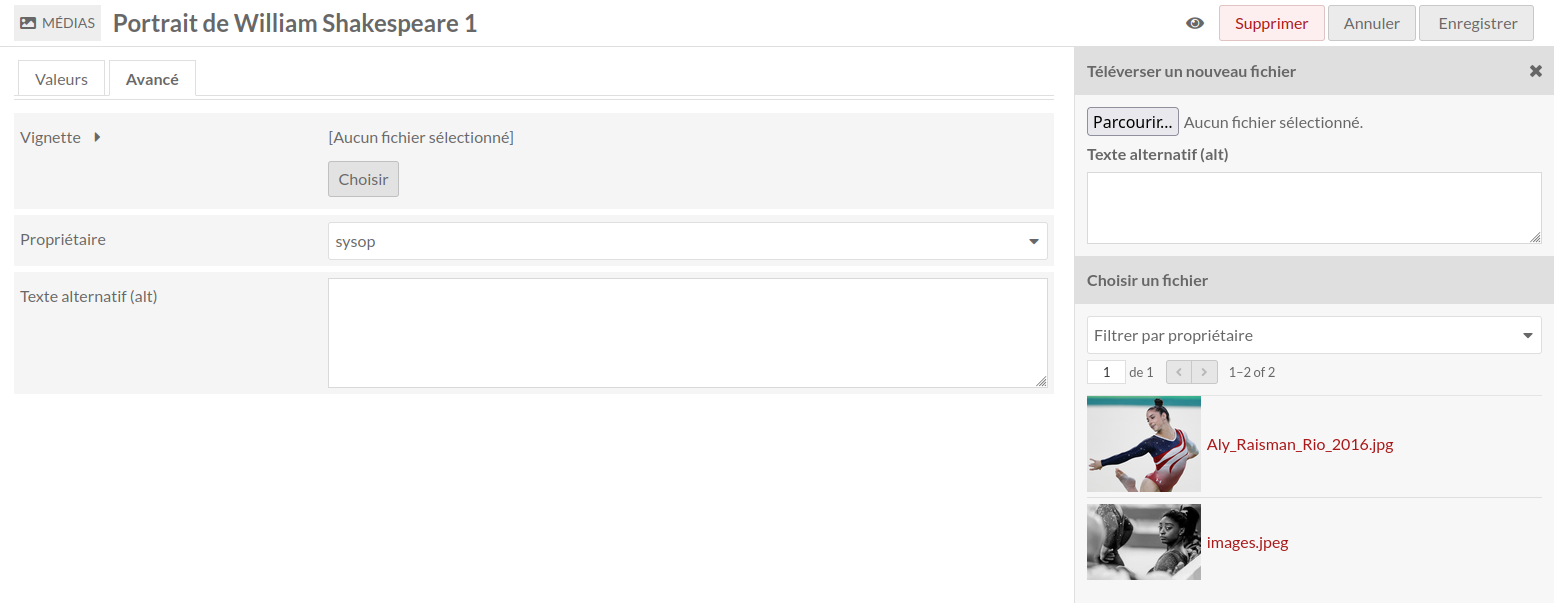 MÉDIAS Portrait de William Shakespeare 1
Supprimer Annuler Enregistrer
Valeurs Avancé
Vignette
[Aucun fichier sélectionné]
Choisir
Propriétaire
sysop
Texte alternatif (alt)
Téléverser un nouveau fichier
Parcourir... Aucun fichier sélectionné.
Texte alternatif (alt)
Choisir un fichier
Filtrer par propriétaire
1 de 1 1–2 of 2
Aly_Raisman_Rio_2016.jpg
images.jpeg